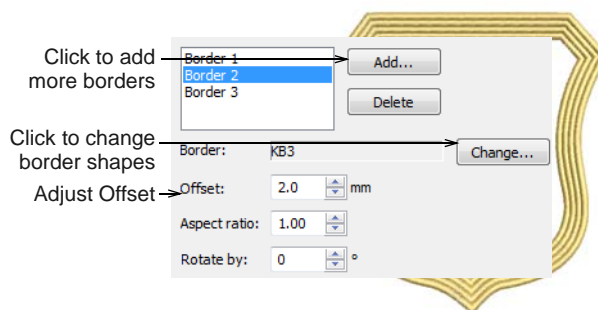 Click to add
more borders
Border 1
Border 2
Border 3
Add...
Delete
Click to change
border shapes
Border: KB3 Change...
Adjust Offset
Offset: 2.0 mm
Aspect ratio: 1.00
Rotate by: 0 °